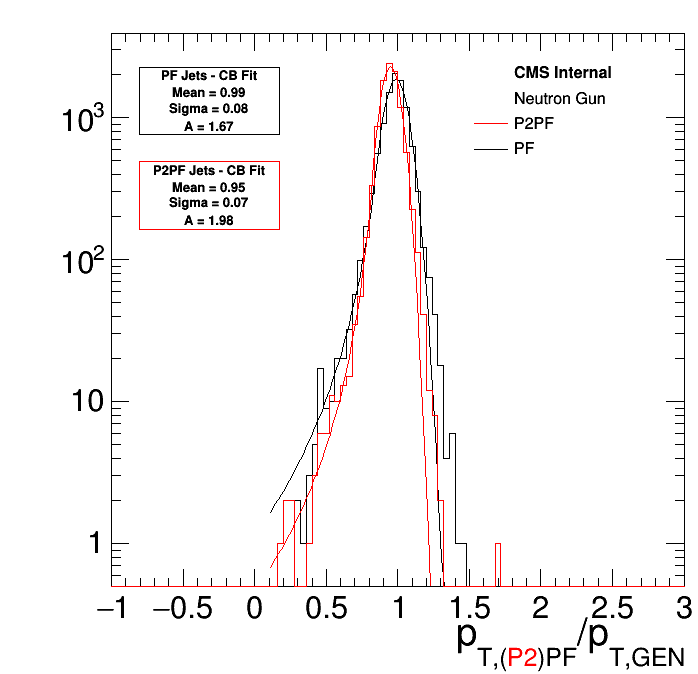 PF Jets - CB Fit
Mean = 0.99
Sigma = 0.08
A = 1.67
P2PF Jets - CB Fit
Mean = 0.95
Sigma = 0.07
A = 1.98
CMS Internal
Neutron Gun
P2PF
PF
10³
10²
10
1
−1 −0.5 0 0.5 1 1.5 2 2.5 3
p_T,(P2)PF/p_T,GEN